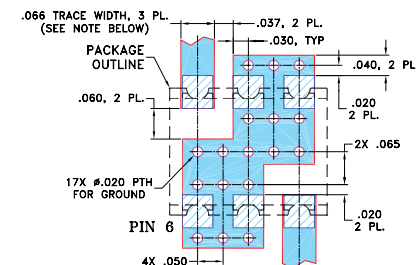 .066 TRACE WIDTH, 3 PL.
(SEE NOTE BELOW)
.037, 2 PL.
.030, TYP
PACKAGE
OUTLINE
.040, 2 PL
.060, 2 PL.
.020
2 PL.
2X .065
17X ø.020 PTH
FOR GROUND
PIN 6
.020
2 PL.
4X .050